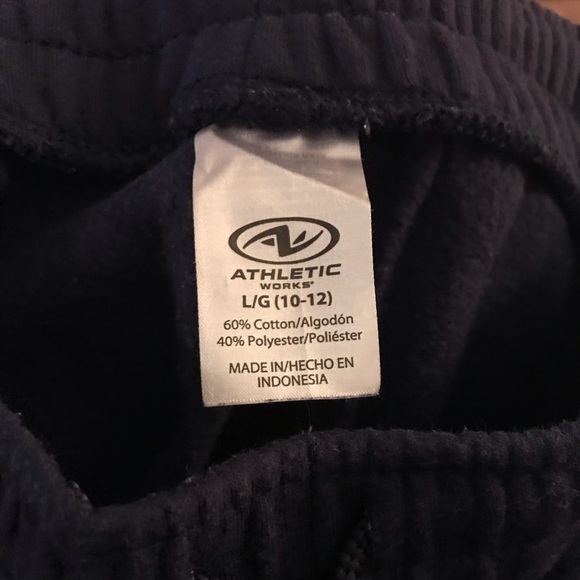 ATHLETIC
WORKS®
L/G (10-12)
60% Cotton/Algodón
40% Polyester/Poliéster
MADE IN/HECHO EN
INDONESIA